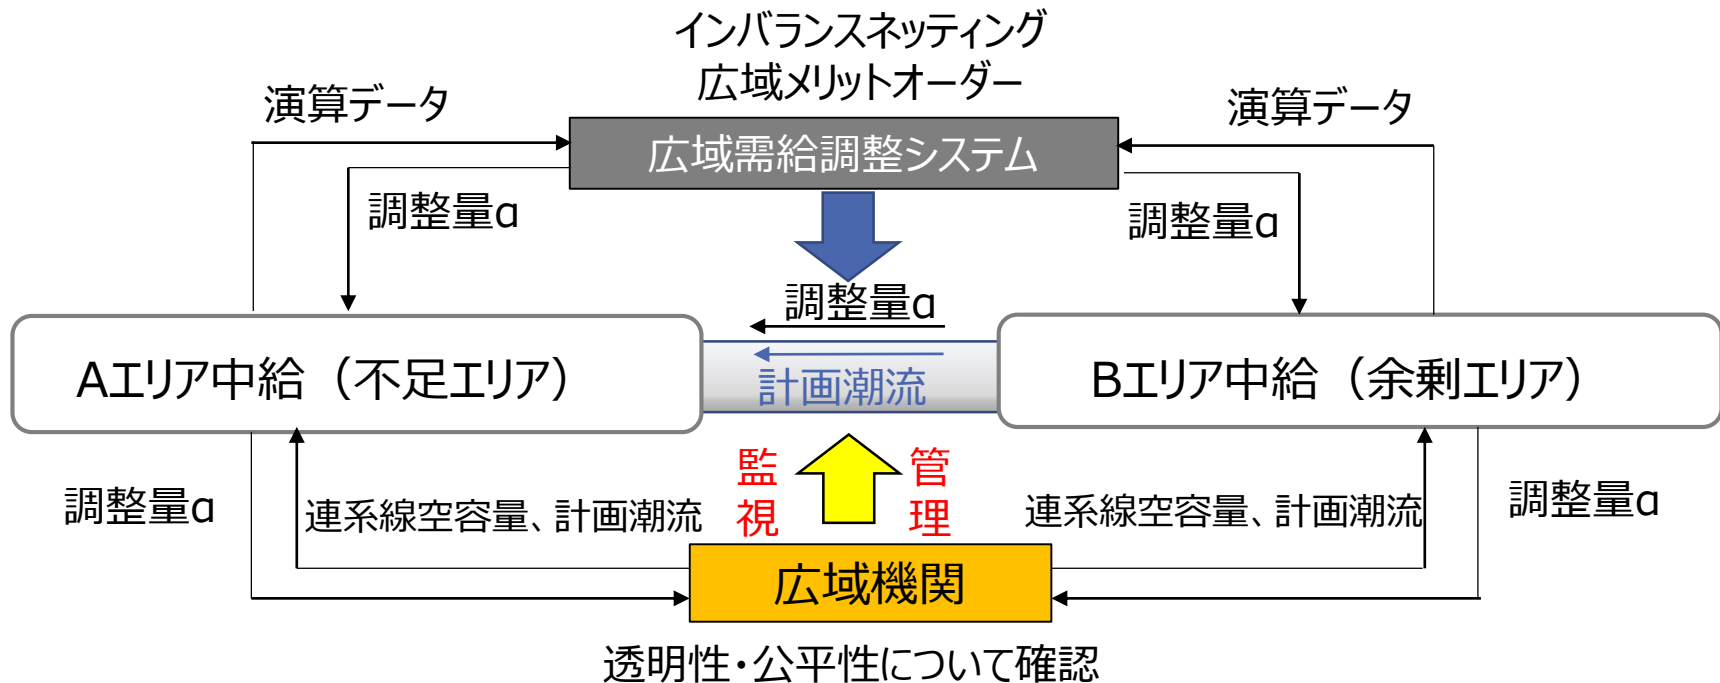 インバランスネッティング
広域メリットオーダー
演算データ
演算データ
広域需給調整システム
調整量α
調整量α
調整量α
Aエリア中給（不足エリア）
計画潮流
Bエリア中給（余剰エリア）
監視
管理
調整量α
連系線空容量、計画潮流
連系線空容量、計画潮流
調整量α
広域機関
透明性・公平性について確認